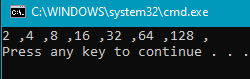 C:\WINDOWS\system32\cmd.exe
2 ,4 ,8 ,16 ,32 ,64 ,128 ,
Press any key to continue . . .